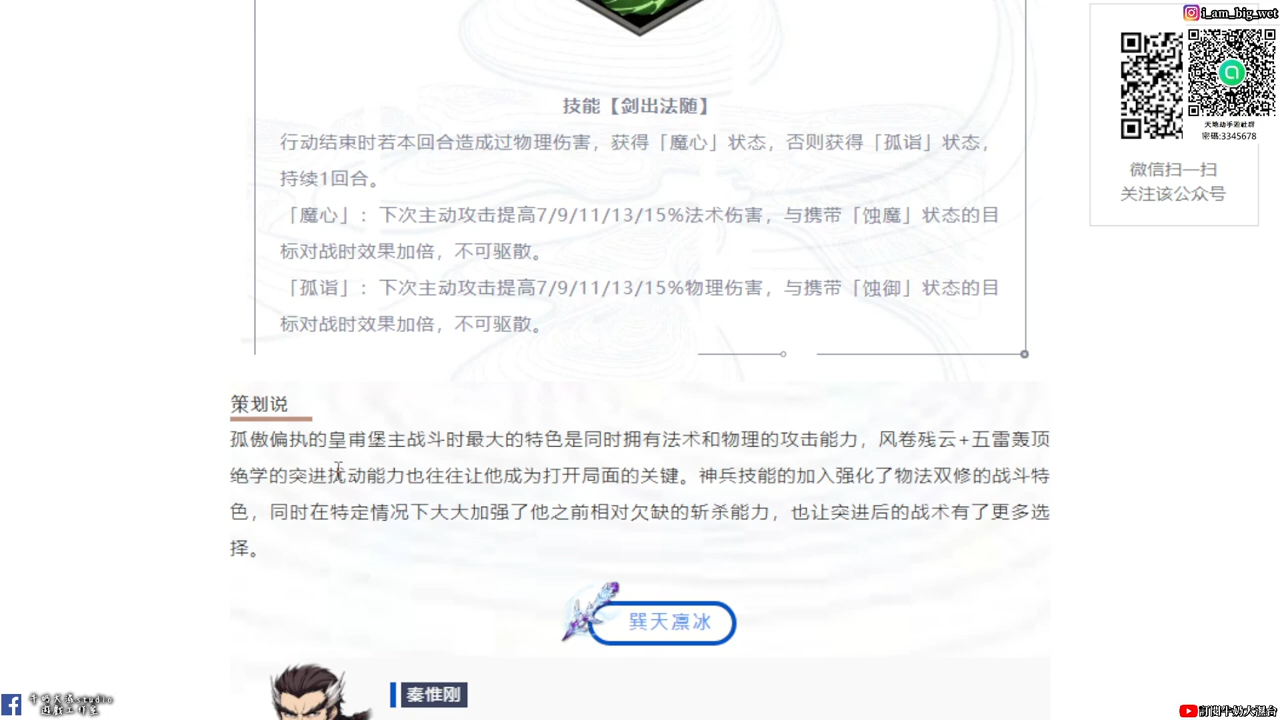 i_am_big_wet
天地劫手游社群
密碼:3345678
微信扫一扫
关注该公众号
技能【剑出法随】
行动结束时若本回合造成过物理伤害，获得「魔心」状态，否则获得「孤诣」状态，
持续1回合。
「魔心」：下次主动攻击提高7/9/11/13/15%法术伤害，与携带「蚀魔」状态的目
标对战时效果加倍，不可驱散。
「孤诣」：下次主动攻击提高7/9/11/13/15%物理伤害，与携带「蚀御」状态的目
标对战时效果加倍，不可驱散。
策划说
孤傲偏执的皇甫堡主战斗时最大的特色是同时拥有法术和物理的攻击能力，风卷残云+五雷轰顶
绝学的突进扰动能力也往往让他成为打开局面的关键。神兵技能的加入强化了物法双修的战斗特
色，同时在特定情况下大大加强了他之前相对欠缺的斩杀能力，也让突进后的战术有了更多选
择。
巽天凛冰
秦惟刚
studio